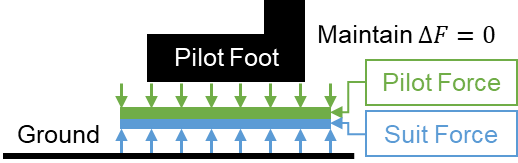 Maintain ΔF = 0
Pilot Foot
Pilot Force
Ground
Suit Force